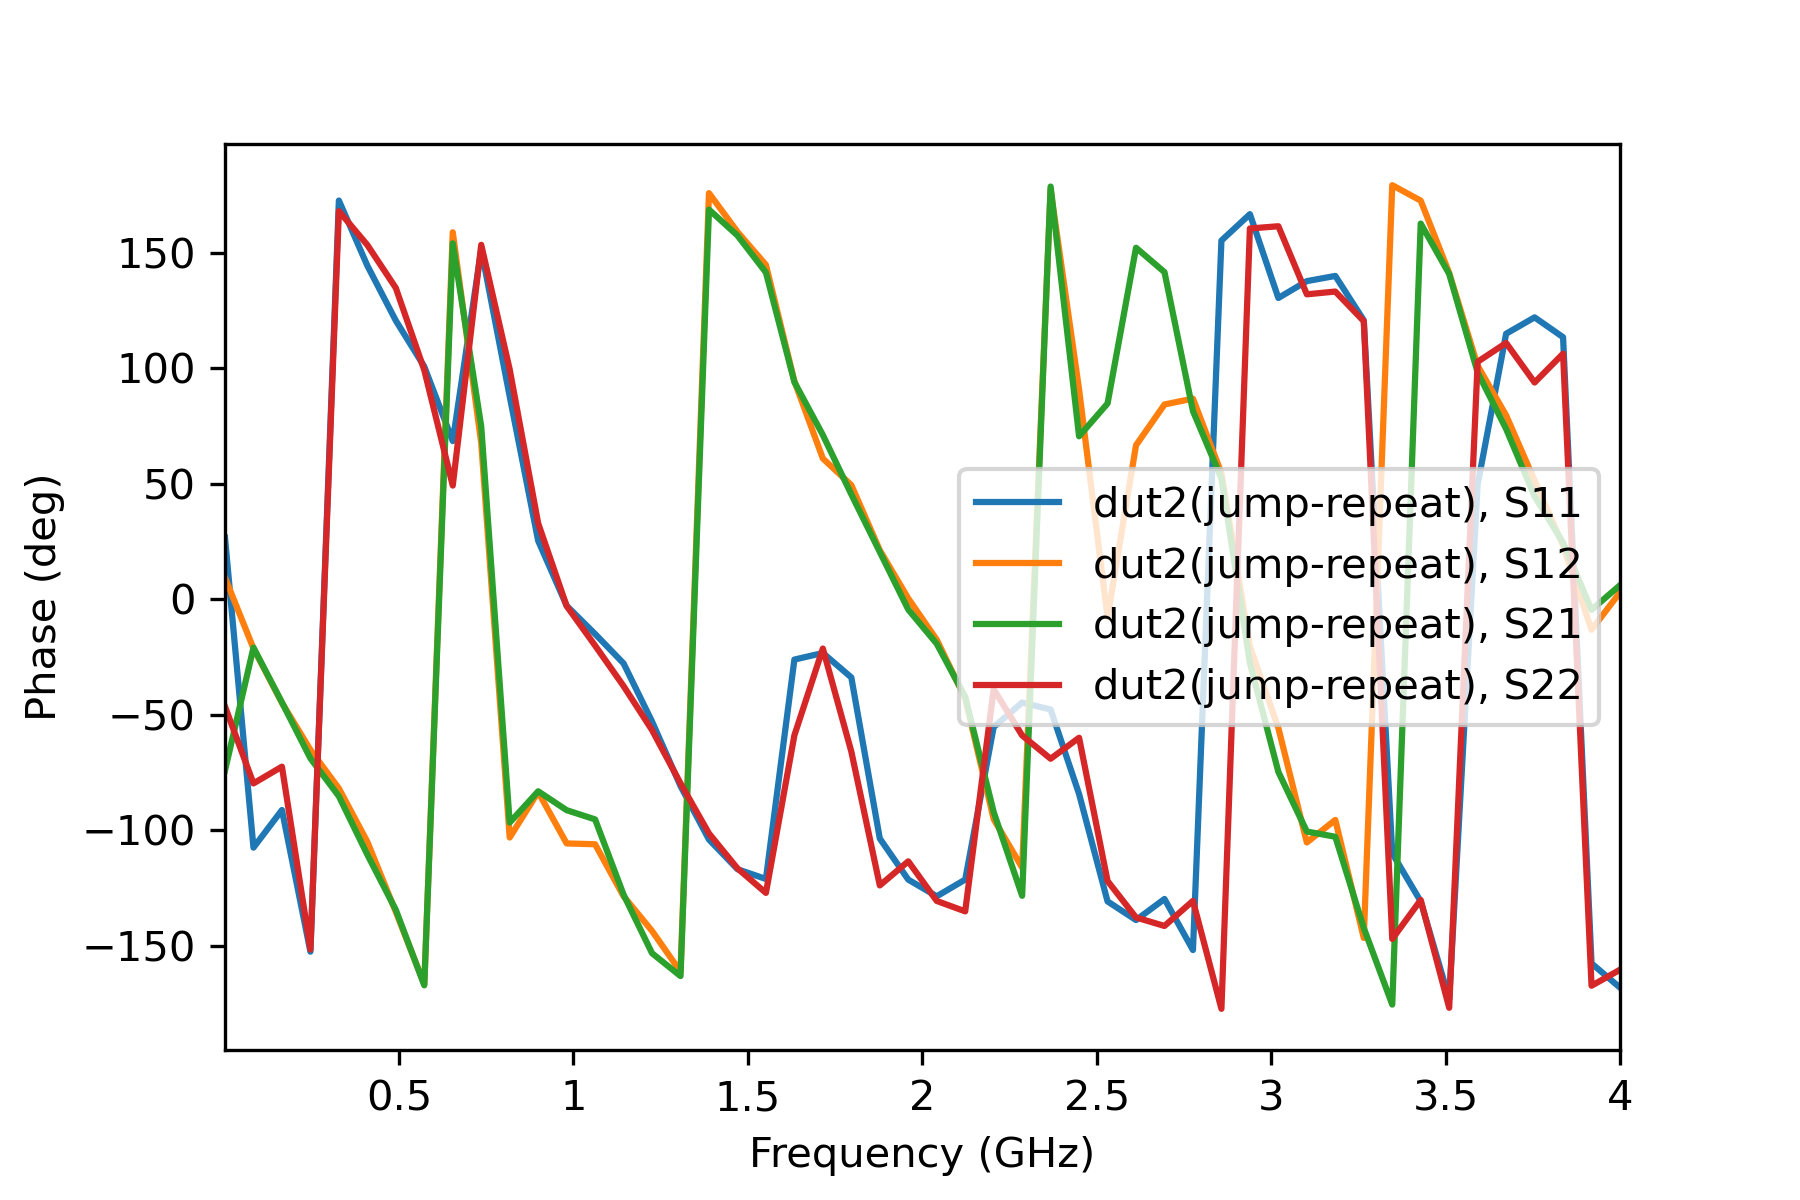 150
100
50
0
−50
−100
−150
Phase (deg)
dut2(jump-repeat), S11
dut2(jump-repeat), S12
dut2(jump-repeat), S21
dut2(jump-repeat), S22
0.5 1 1.5 2 2.5 3 3.5 4
Frequency (GHz)